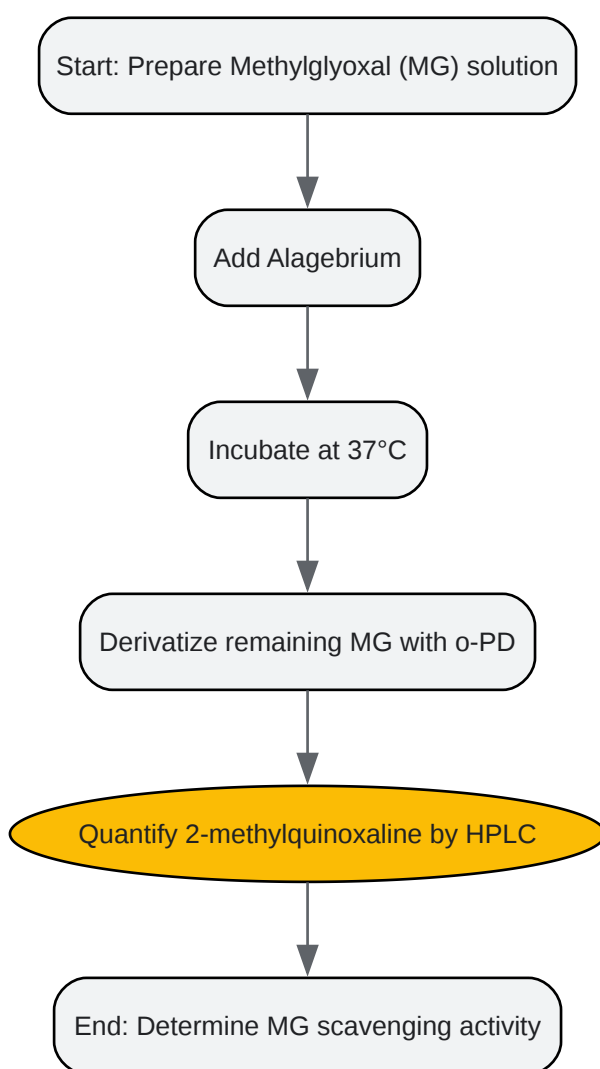 Start: Prepare Methylglyoxal (MG) solution
Add Alagebrium
Incubate at 37°C
Derivatize remaining MG with o-PD
Quantify 2-methylquinoxaline by HPLC
End: Determine MG scavenging activity